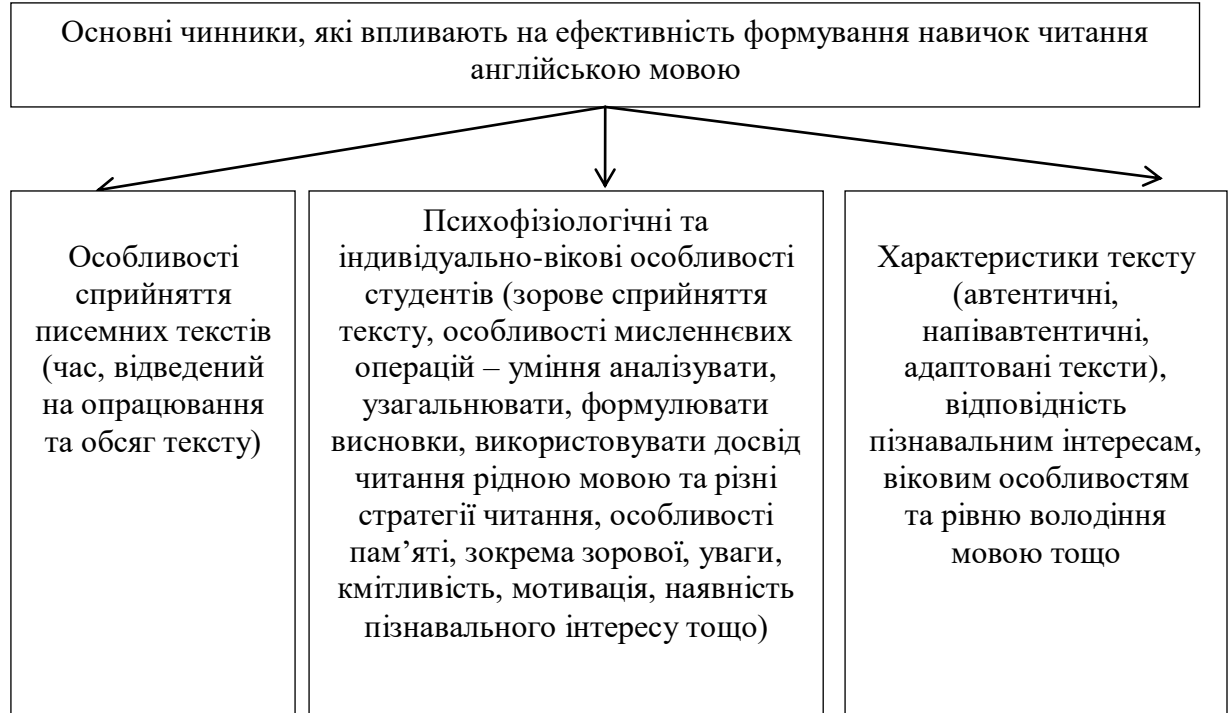 Основні чинники, які впливають на ефективність формування навичок читання
англійською мовою
Особливості
сприйняття
писемних текстів
(час, відведений
на опрацювання
та обсяг тексту)
Психофізіологічні та
індивідуально-вікові особливості
студентів (зорове сприйняття
тексту, особливості мисленнєвих
операцій – уміння аналізувати,
узагальнювати, формулювати
висновки, використовувати досвід
читання рідною мовою та різні
стратегії читання, особливості
пам’яті, зокрема зорової, уваги,
кмітливість, мотивація, наявність
пізнавального інтересу тощо)
Характеристики тексту
(автентичні,
напівавтентичні,
адаптовані тексти),
відповідність
пізнавальним інтересам,
віковим особливостям
та рівню володіння
мовою тощо